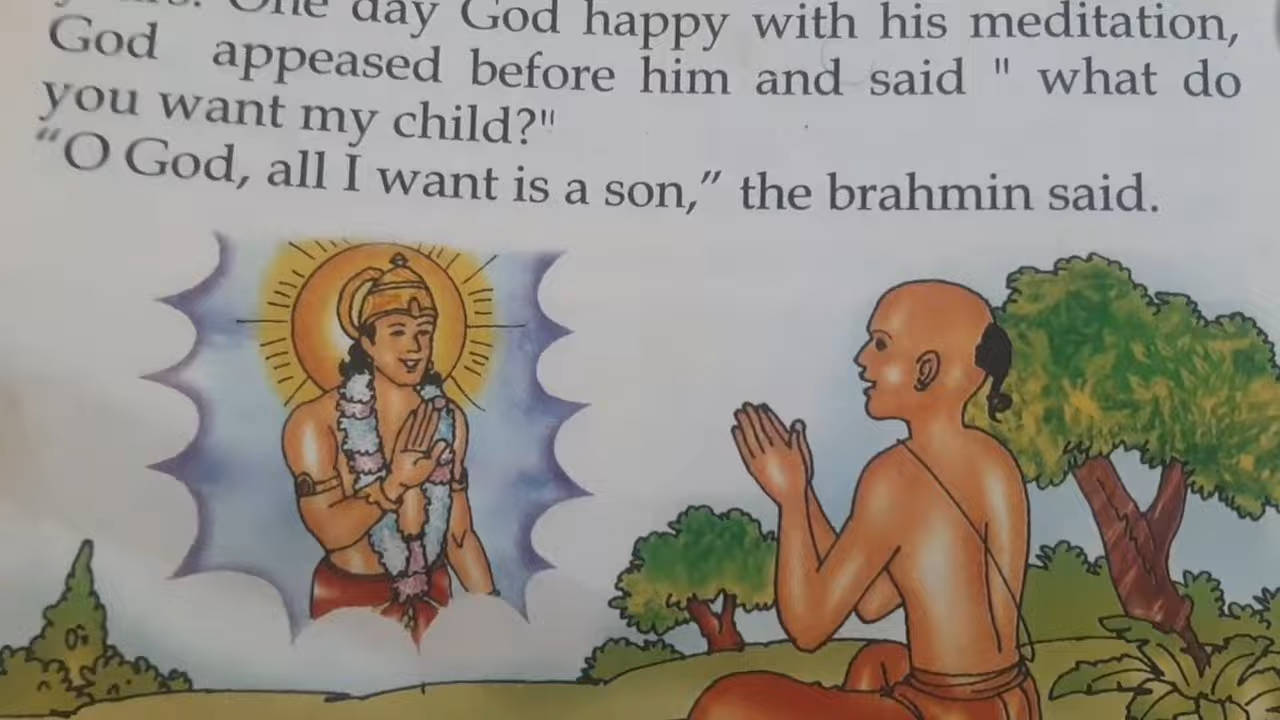 One day God happy with his meditation,
God appeased before him and said " what do
you want my child?"
“O God, all I want is a son,” the brahmin said.